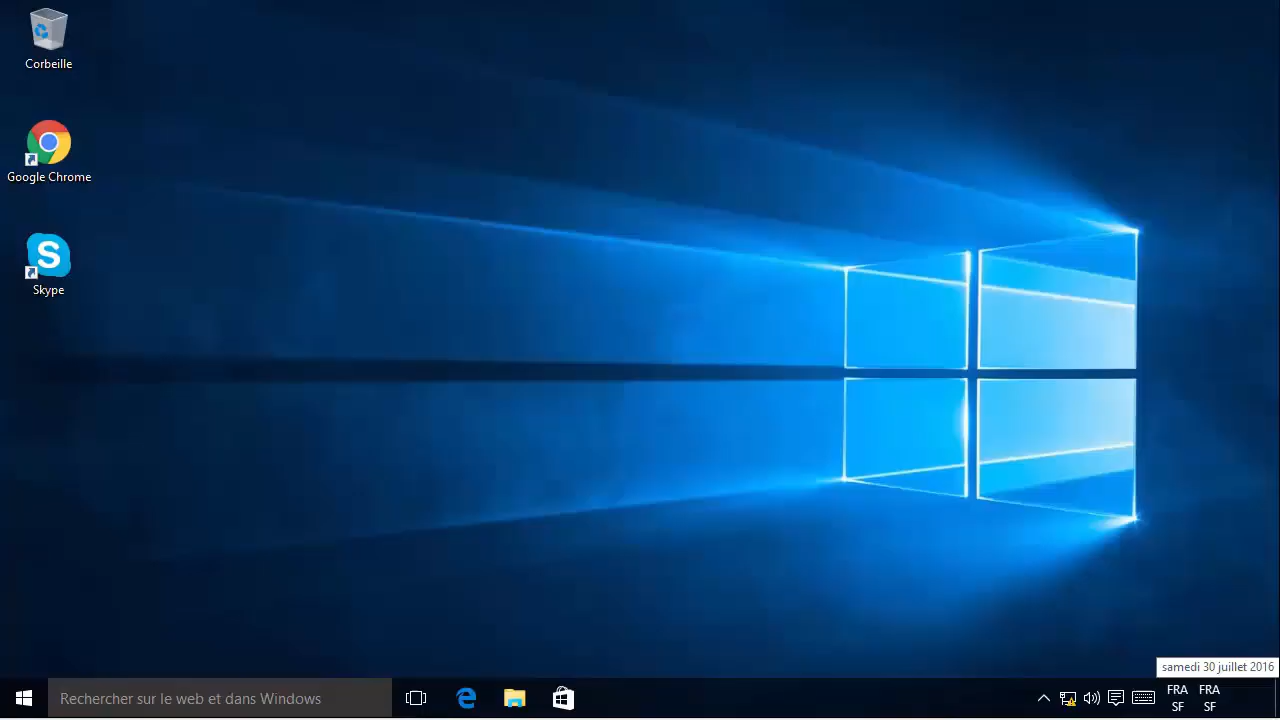 Corbeille
Google Chrome
Skype
samedi 30 juillet 2016
Rechercher sur le web et dans Windows
FRA
SF
FRA
SF